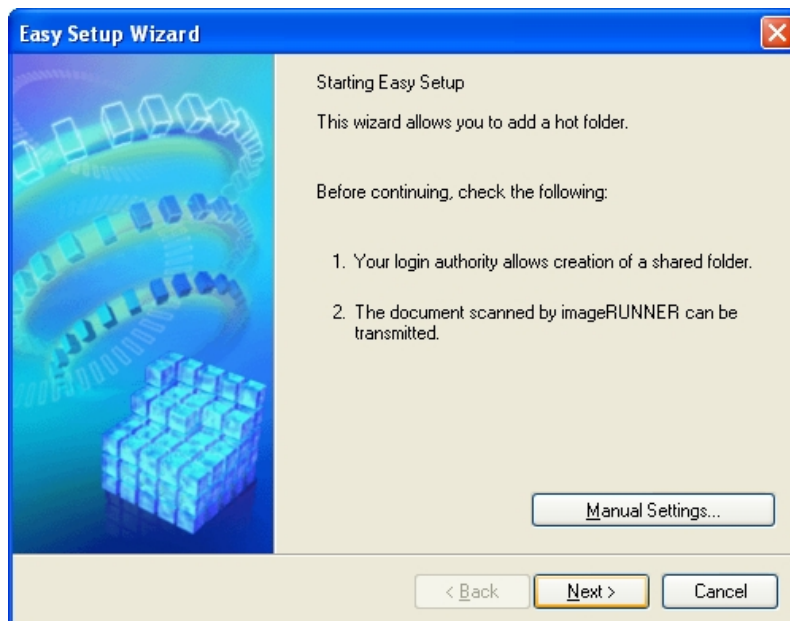 Easy Setup Wizard
Starting Easy Setup
This wizard allows you to add a hot folder.
Before continuing, check the following:
1. Your login authority allows creation of a shared folder.
2. The document scanned by imageRUNNER can be
transmitted.
Manual Settings...
< Back
Next >
Cancel